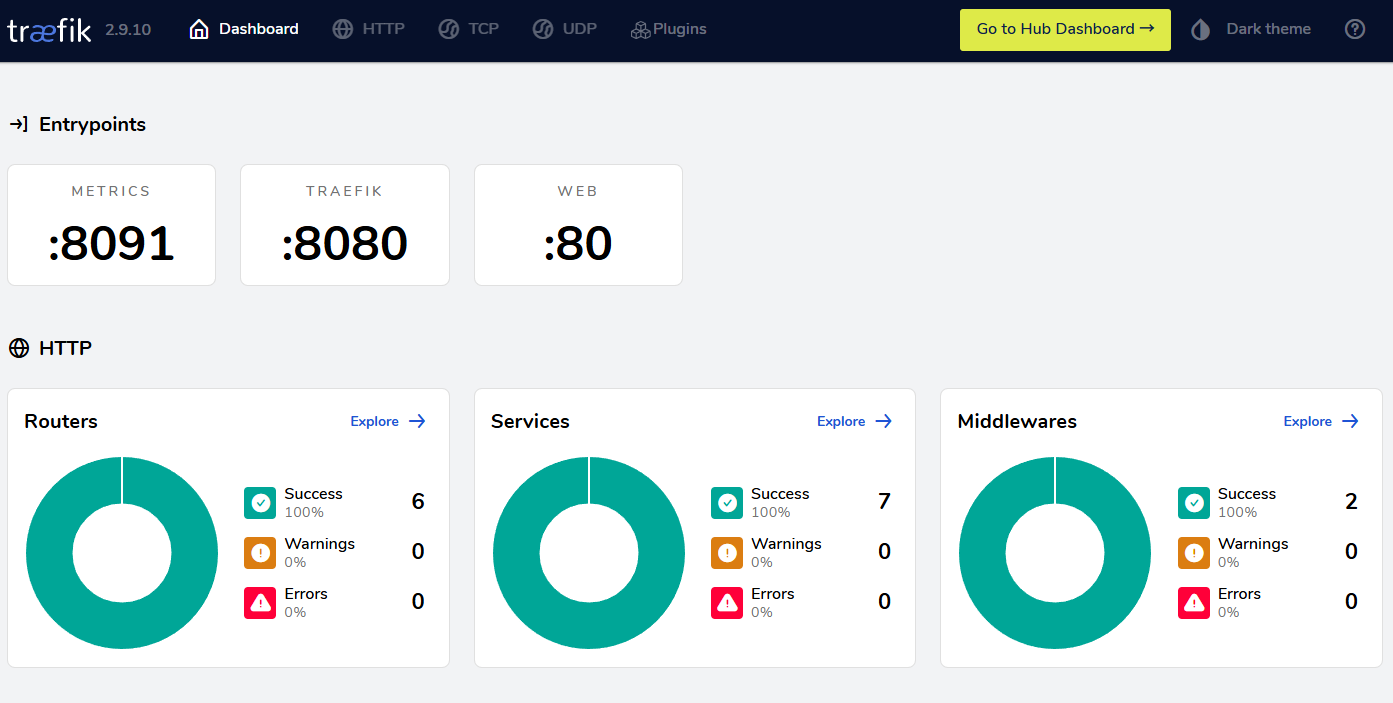 træfik 2.9.10 Dashboard HTTP TCP UDP Plugins Go to Hub Dashboard → Dark theme ?
Entrypoints
METRICS TRAEFIK WEB
:8091 :8080 :80
HTTP
Routers Explore → Services Explore → Middlewares Explore →
Success 6 Success 7 Success 2
100% 100% 100%
Warnings 0 Warnings 0 Warnings 0
0% 0% 0%
Errors 0 Errors 0 Errors 0
0% 0% 0%